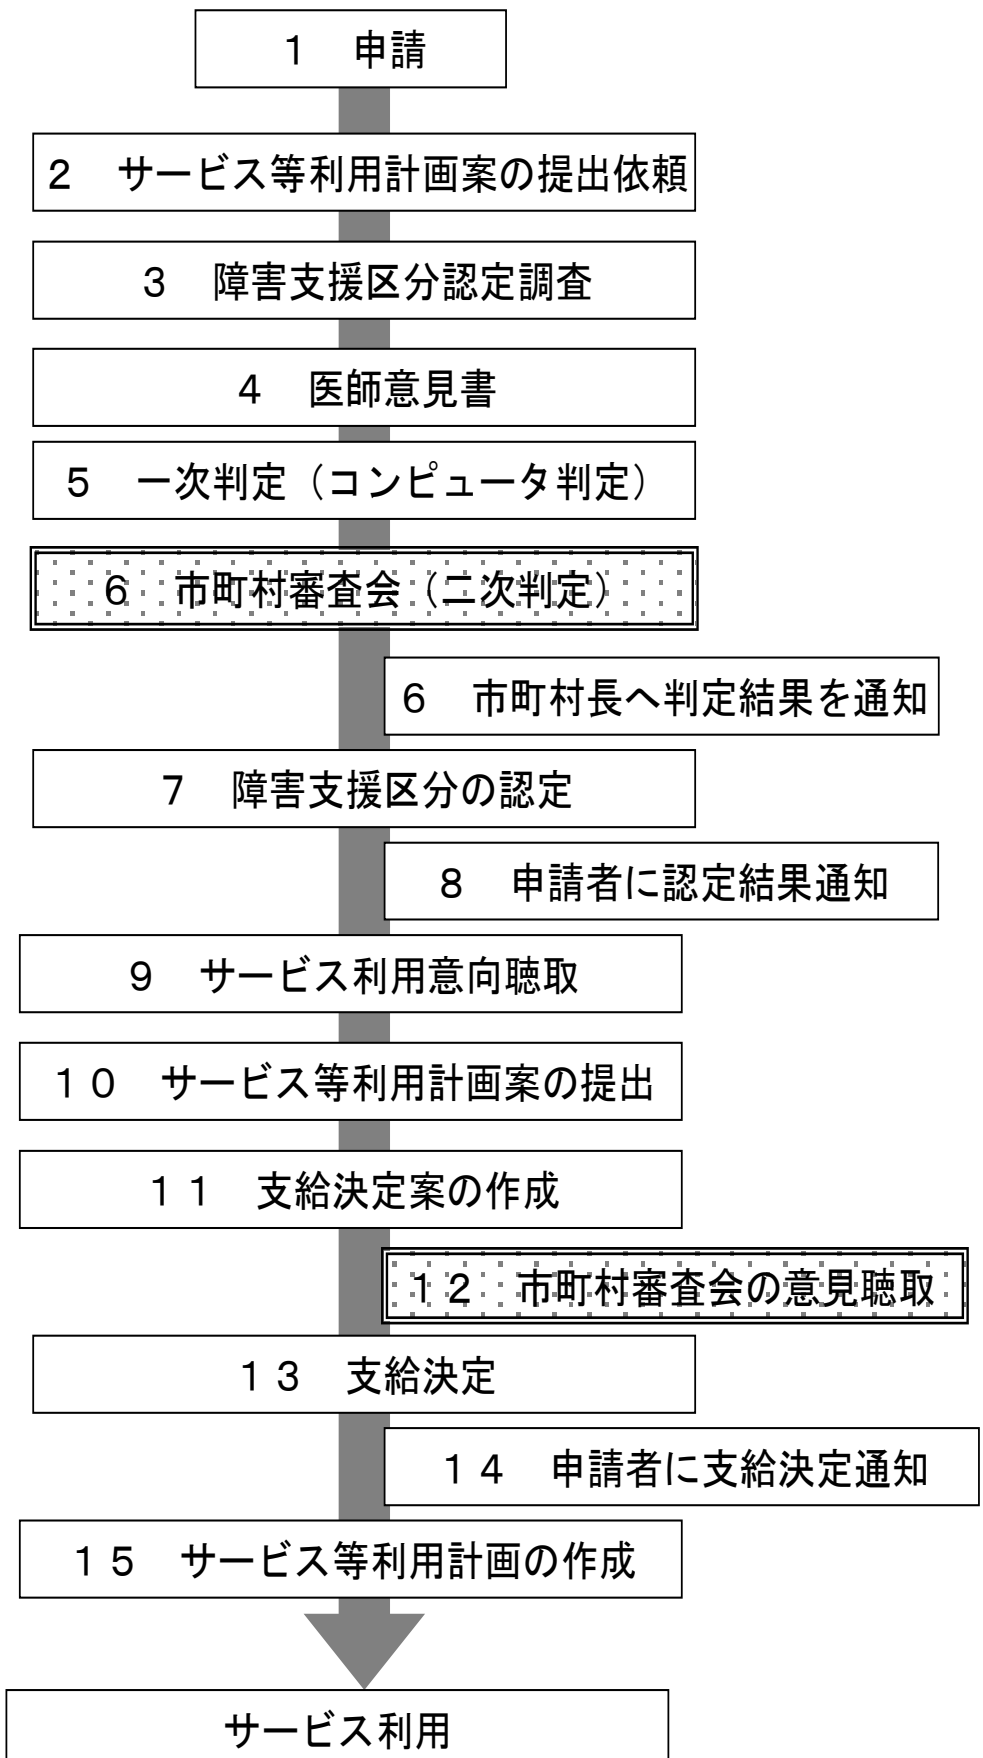 １　申請
２　サービス等利用計画案の提出依頼
３　障害支援区分認定調査
４　医師意見書
５　一次判定（コンピュータ判定）
６　市町村審査会（二次判定）
６　市町村長へ判定結果を通知
７　障害支援区分の認定
８　申請者に認定結果通知
９　サービス利用意向聴取
１０　サービス等利用計画案の提出
１１　支給決定案の作成
１２　市町村審査会の意見聴取
１３　支給決定
１４　申請者に支給決定通知
１５　サービス等利用計画の作成
サービス利用